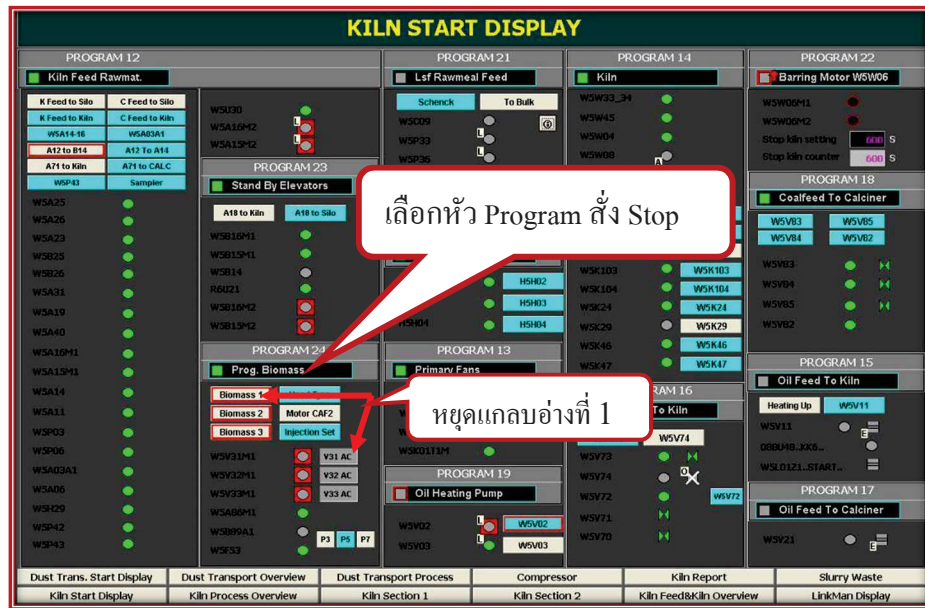 KILN START DISPLAY
PROGRAM 12
Kiln Feed Rawmat.
K Feed to Silo
C Feed to Silo
K Feed to Kiln
C Feed to Kiln
W5A14-16
W5A03A1
A12 to B14
A12 To A14
A71 to Kiln
A71 to CALC
W5P43
Sampler
W5A25
W5A26
W5A23
W5B25
W5B26
W5A31
W5A19
W5A40
W5A16M1
W5A15M1
W5A14
W5A11
W5P03
W5P06
W5A03A1
W5A06
W5H29
W5P42
W5P43
W5U30
W5A16M2
L
W5A15M2
L
PROGRAM 23
Stand By Elevators
A18 to Kiln
A18 to Silo
W5B16M1
W5B15M1
W5B14
R6U21
W5B16M2
W5B15M2
PROGRAM 24
Prog. Biomass
Biomass 1
Biomass 2
Motor CAF2
Biomass 3
Injection Set
W5V31M1
V31 AC
W5V32M1
V32 AC
W5V33M1
V33 AC
W5A86M1
W5B89A1
P3
P5
P7
W5F53
PROGRAM 21
Lsf Rawmeal Feed
Schenck
To Bulk
W5C09
W5P33
L
W5P36
L
เลือกหัว Program สั่ง Stop
H5H02
H5H03
H5H04
H5H04
PROGRAM 13
Primary Fans
หยุดแกลบอ่างที่ 1
W5K01T1M
PROGRAM 19
Oil Heating Pump
W5V02
L
W5V02
W5V03
L
W5V03
PROGRAM 14
Kiln
W5W33_34
W5W45
W5W04
W5W08
A
W5K103
W5K103
W5K104
W5K104
W5K24
W5K24
W5K29
W5K29
W5K46
W5K46
W5K47
W5K47
RAM 16
To Kiln
W5V74
W5V73
W5V74
O
W5V72
W5V72
W5V71
W5V70
PROGRAM 22
Barring Motor W5W06
W5W06M1
W5W06M2
Stop kiln setting
600 S
Stop kiln counter
600 S
PROGRAM 18
Coalfeed To Calciner
W5V83
W5V85
W5V84
W5V82
W5V83
W5V84
W5V85
W5V82
PROGRAM 15
Oil Feed To Kiln
Heating Up
W5V11
W5V11
E
W5L01Z1..START..
PROGRAM 17
Oil Feed To Calciner
W5V21
E
Dust Trans. Start Display
Dust Transport Overview
Dust Transport Process
Compressor
Kiln Report
Slurry Waste
Kiln Start Display
Kiln Process Overview
Kiln Section 1
Kiln Section 2
Kiln Feed&Kiln Overview
LinkMan Display